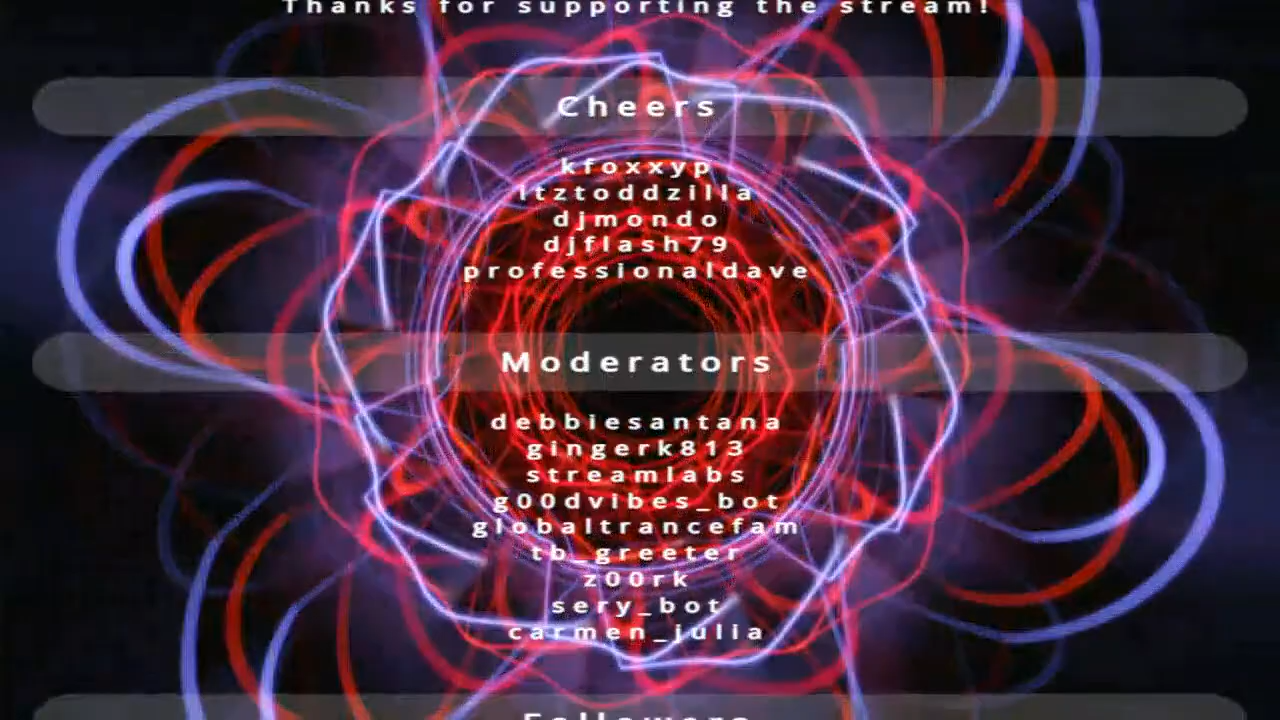 Thanks for supporting the stream!
Cheers
kfoxxyp
itztoddzilla
djmondo
djflash79
professionaldave
Moderators
debbiesantana
gingerk813
streamlabs
g00dvibes_bot
globaltrancefam
tb_greeter
z00rk
sery_bot
carmen_julia
Followers